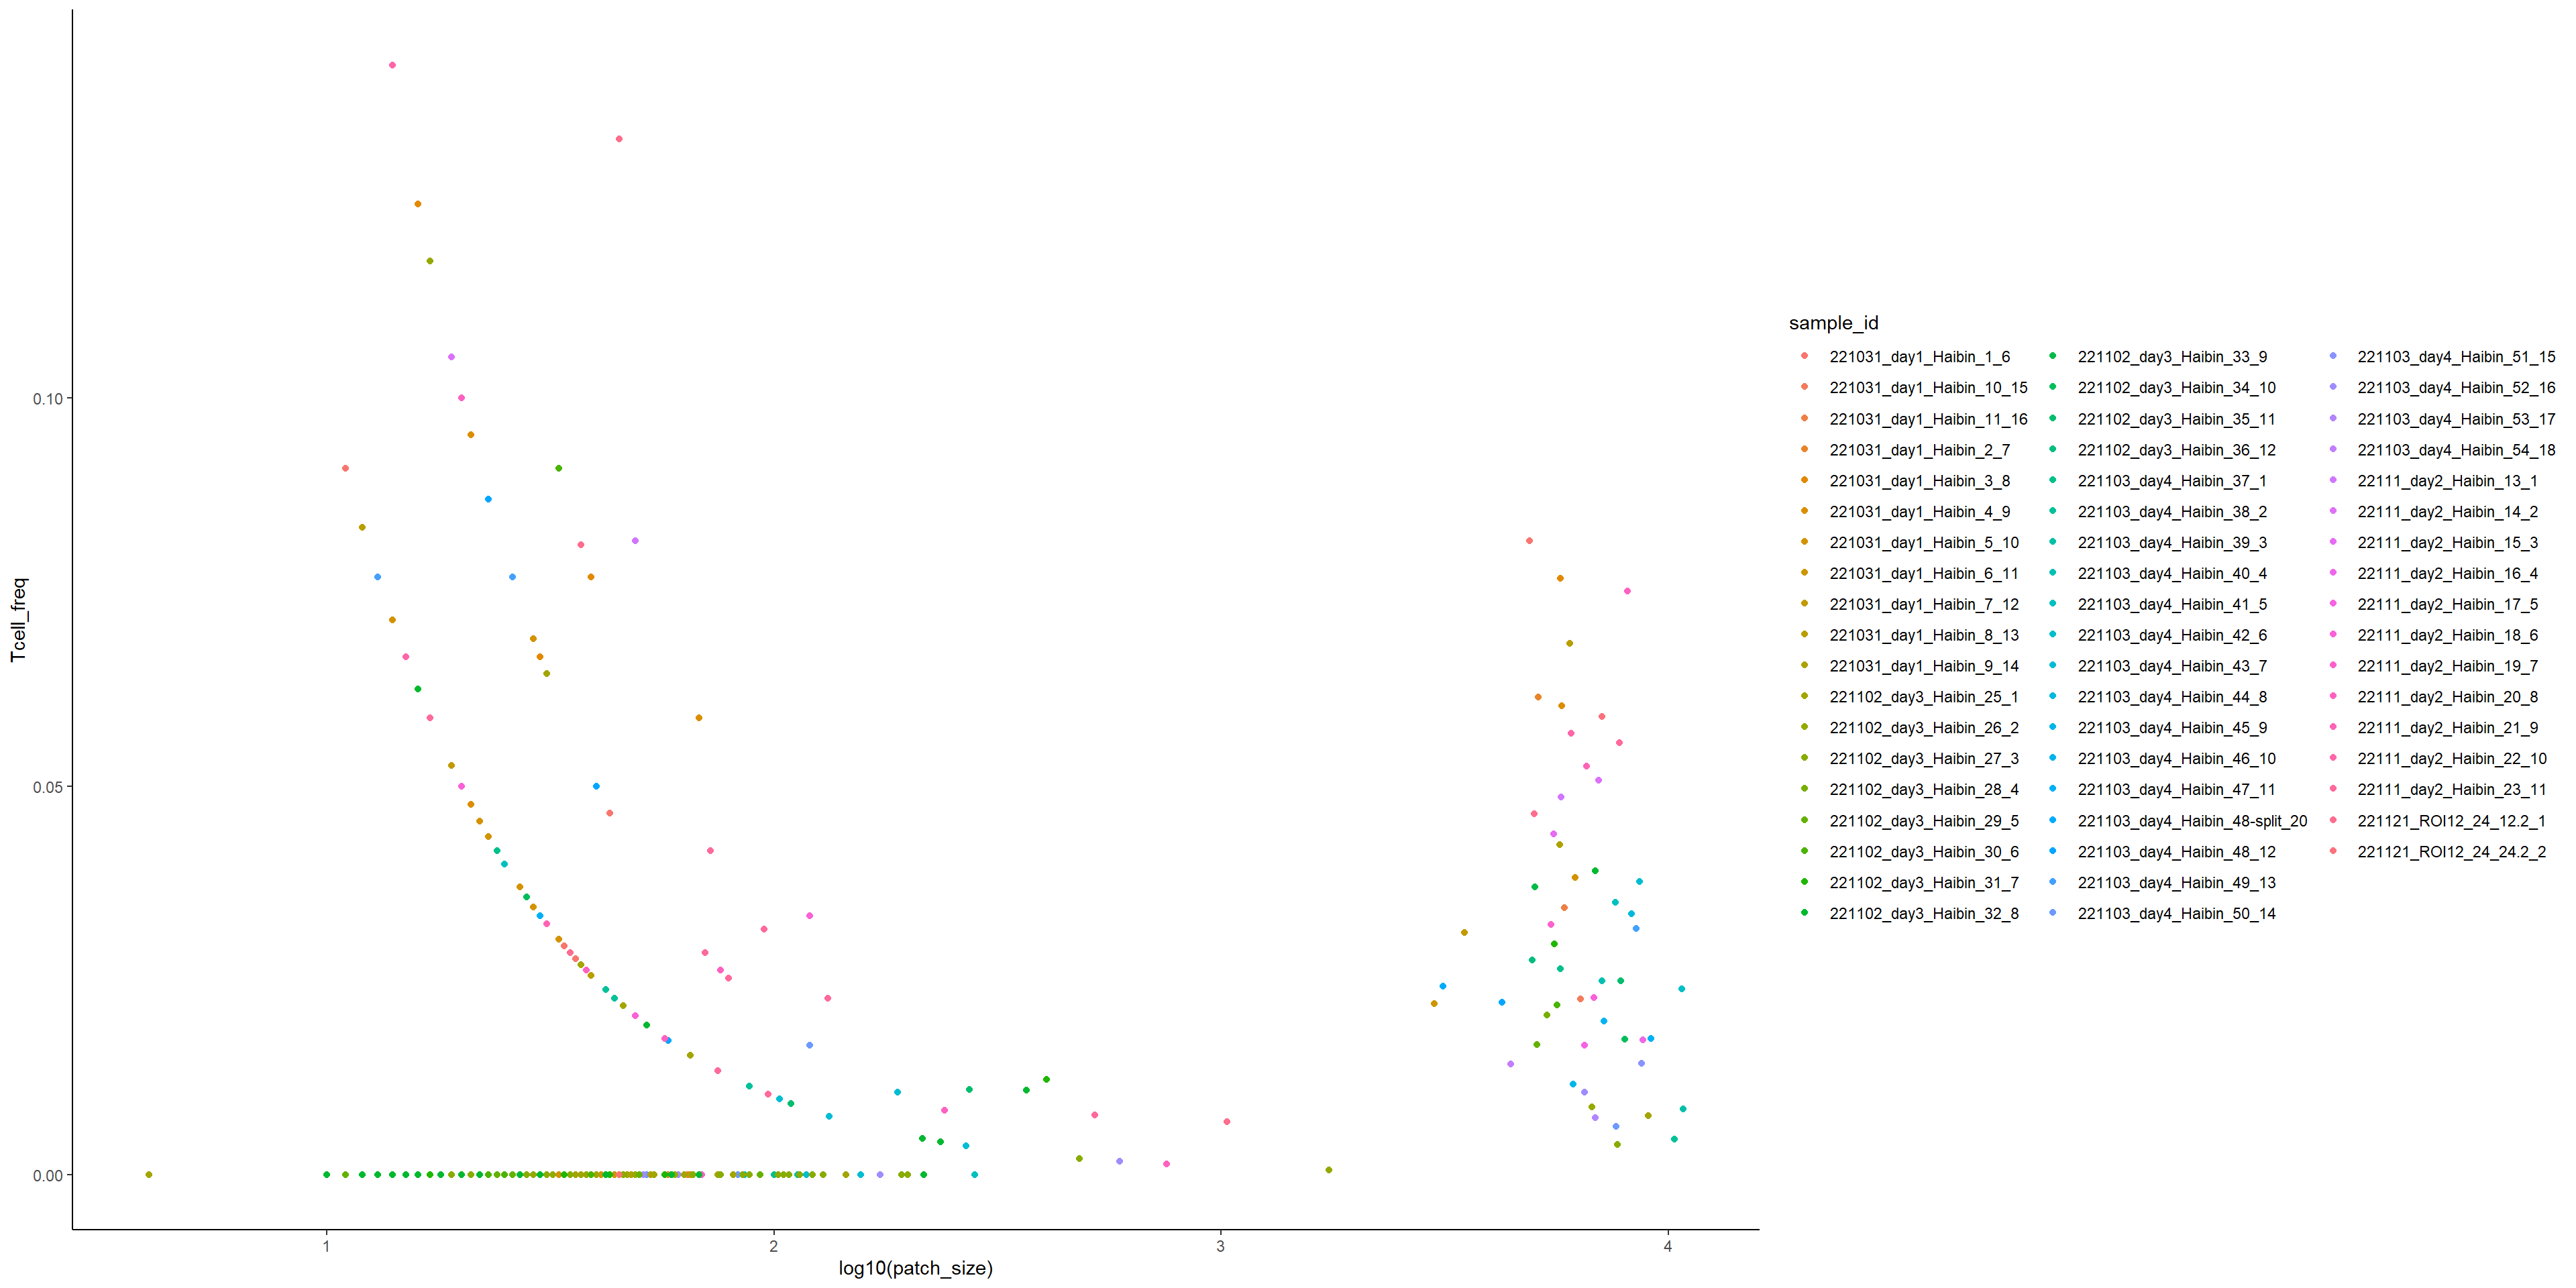 0.10
0.05
0.00
Tcell_freq
1
2
3
4
log10(patch_size)
sample_id
221031_day1_Haibin_1_6
221031_day1_Haibin_10_15
221031_day1_Haibin_11_16
221031_day1_Haibin_2_7
221031_day1_Haibin_3_8
221031_day1_Haibin_4_9
221031_day1_Haibin_5_10
221031_day1_Haibin_6_11
221031_day1_Haibin_7_12
221031_day1_Haibin_8_13
221031_day1_Haibin_9_14
221102_day3_Haibin_25_1
221102_day3_Haibin_26_2
221102_day3_Haibin_27_3
221102_day3_Haibin_28_4
221102_day3_Haibin_29_5
221102_day3_Haibin_30_6
221102_day3_Haibin_31_7
221102_day3_Haibin_32_8
221102_day3_Haibin_33_9
221102_day3_Haibin_34_10
221102_day3_Haibin_35_11
221102_day3_Haibin_36_12
221103_day4_Haibin_37_1
221103_day4_Haibin_38_2
221103_day4_Haibin_39_3
221103_day4_Haibin_40_4
221103_day4_Haibin_41_5
221103_day4_Haibin_42_6
221103_day4_Haibin_43_7
221103_day4_Haibin_44_8
221103_day4_Haibin_45_9
221103_day4_Haibin_46_10
221103_day4_Haibin_47_11
221103_day4_Haibin_48-split_20
221103_day4_Haibin_48_12
221103_day4_Haibin_49_13
221103_day4_Haibin_50_14
221103_day4_Haibin_51_15
221103_day4_Haibin_52_16
221103_day4_Haibin_53_17
221103_day4_Haibin_54_18
22111_day2_Haibin_13_1
22111_day2_Haibin_14_2
22111_day2_Haibin_15_3
22111_day2_Haibin_16_4
22111_day2_Haibin_17_5
22111_day2_Haibin_18_6
22111_day2_Haibin_19_7
22111_day2_Haibin_20_8
22111_day2_Haibin_21_9
22111_day2_Haibin_22_10
22111_day2_Haibin_23_11
221121_ROI12_24_12.2_1
221121_ROI12_24_24.2_2